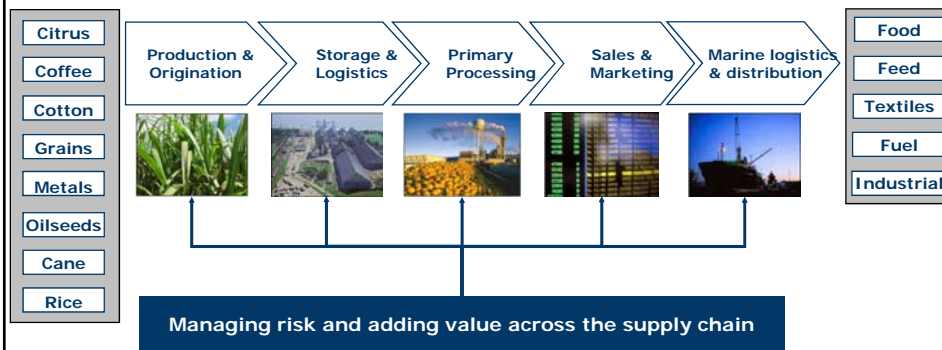 Citrus
Coffee
Cotton
Grains
Metals
Oilseeds
Cane
Rice
Production &
Origination
Storage &
Logistics
Primary
Processing
Sales &
Marketing
Marine logistics
& distribution
Food
Feed
Textiles
Fuel
Industrial
Managing risk and adding value across the supply chain